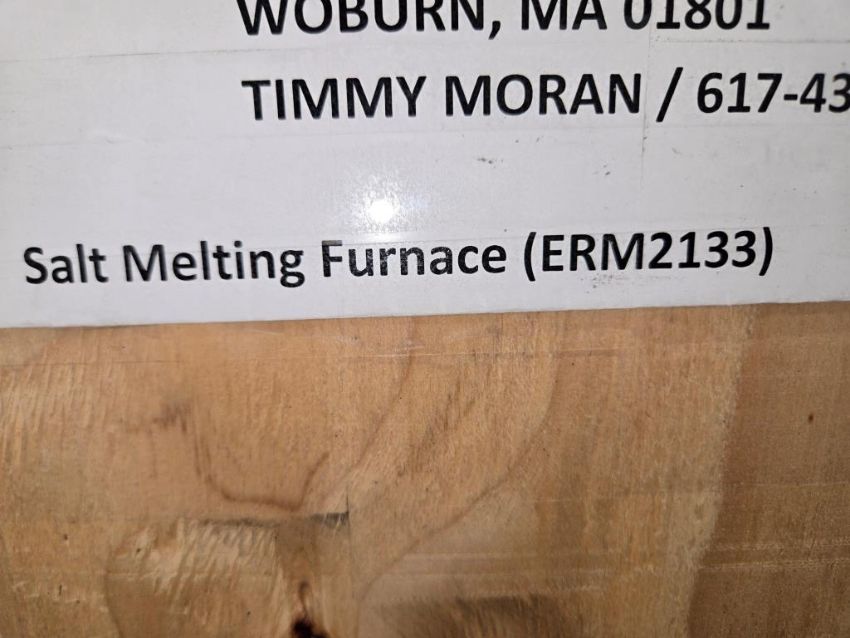 WOBURN, MA 01801
TIMMY MORAN / 617-43
Salt Melting Furnace (ERM2133)